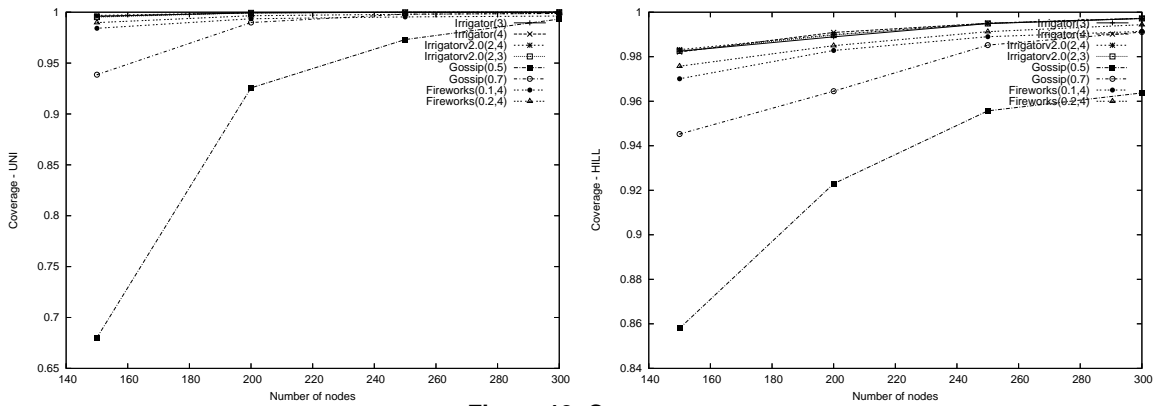 1
0.95
0.9
0.85
0.8
0.75
0.7
0.65
140 160 180 200 220 240 260 280 300
Coverage - UNI
Number of nodes
Irrigator(3)
Irrigator(4)
Irrigatorv2.0(2,4)
Irrigatorv2.0(2,3)
Gossip(0.5)
Gossip(0.7)
Fireworks(0.1,4)
Fireworks(0.2,4)
1
0.98
0.96
0.94
0.92
0.9
0.88
0.86
0.84
140 160 180 200 220 240 260 280 300
Coverage - HILL
Number of nodes
Irrigator(3)
Irrigator(4)
Irrigatorv2.0(2,4)
Irrigatorv2.0(2,3)
Gossip(0.5)
Gossip(0.7)
Fireworks(0.1,4)
Fireworks(0.2,4)